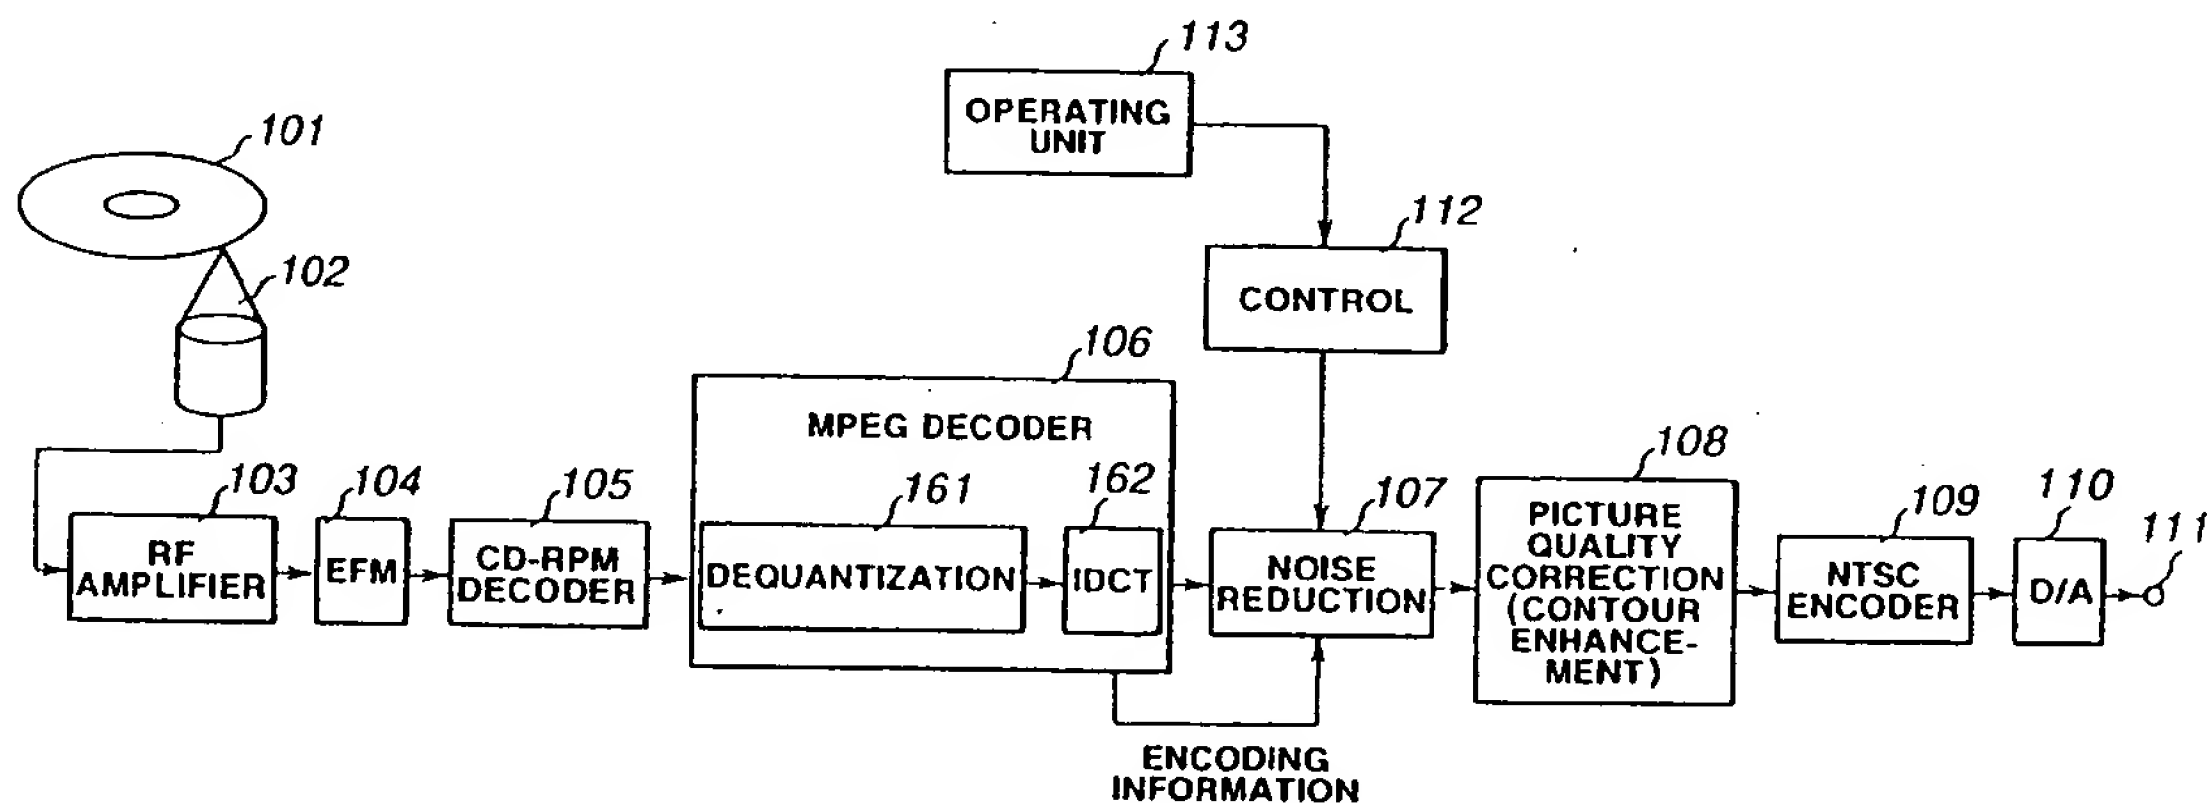 113
OPERATING
UNIT
101
112
102
CONTROL
106
MPEG DECODER
103
104
105
161
162
107
108
109
110
111
RF
AMPLIFIER
EFM
CD-RPM
DECODER
DEQUANTIZATION
IDCT
NOISE
REDUCTION
PICTURE
QUALITY
CORRECTION
(CONTOUR
ENHANCE-
MENT)
NTSC
ENCODER
D/A
ENCODING
INFORMATION